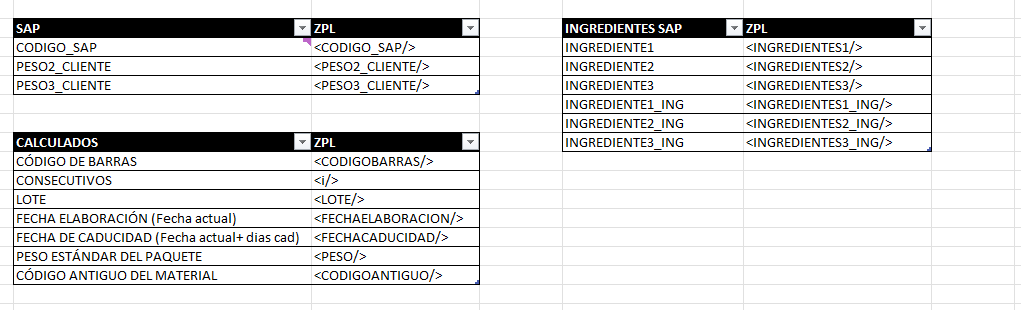 SAP ZPL
CODIGO_SAP <CODIGO_SAP/>
PESO2_CLIENTE <PESO2_CLIENTE/>
PESO3_CLIENTE <PESO3_CLIENTE/>
INGREDIENTES SAP ZPL
INGREDIENTE1 <INGREDIENTES1/>
INGREDIENTE2 <INGREDIENTES2/>
INGREDIENTE3 <INGREDIENTES3/>
INGREDIENTE1_ING <INGREDIENTES1_ING/>
INGREDIENTE2_ING <INGREDIENTES2_ING/>
INGREDIENTE3_ING <INGREDIENTES3_ING/>
CALCULADOS ZPL
CÓDIGO DE BARRAS <CODIGOBARRAS/>
CONSECUTIVOS <i/>
LOTE <LOTE/>
FECHA ELABORACIÓN (Fecha actual) <FECHAELABORACION/>
FECHA DE CADUCIDAD (Fecha actual+ dias cad) <FECHACADUCIDAD/>
PESO ESTÁNDAR DEL PAQUETE <PESO/>
CÓDIGO ANTIGUO DEL MATERIAL <CODIGOANTIGUO/>